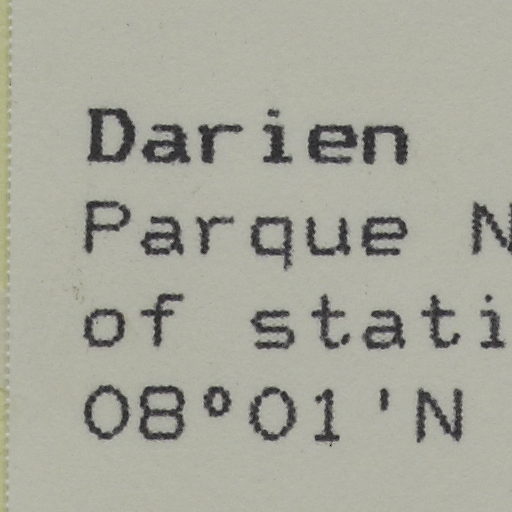 Darien
Parque N
of stati
08°01'N